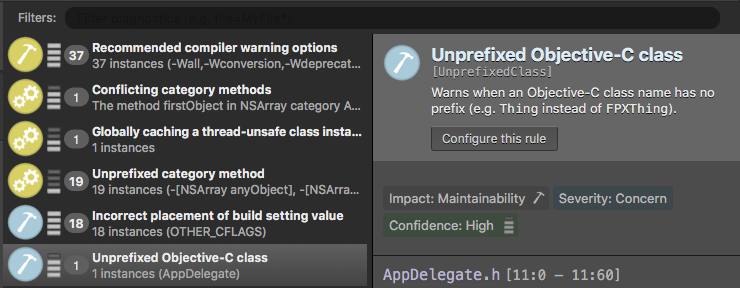 Filters: Filter diagnostics (e.g. file=MyFile*)
37 Recommended compiler warning options
37 instances (-Wall,-Wconversion,-Wdeprecat...
1 Conflicting category methods
The method firstObject in NSArray category A...
1 Globally caching a thread-unsafe class insta...
1 instances
19 Unprefixed category method
19 instances (-[NSArray anyObject], -[NSArra...
18 Incorrect placement of build setting value
18 instances (OTHER_CFLAGS)
1 Unprefixed Objective-C class
1 instances (AppDelegate)
Unprefixed Objective-C class
[UnprefixedClass]
Warns when an Objective-C class name has no
prefix (e.g. Thing instead of FPXThing).
Configure this rule
Impact: Maintainability
Severity: Concern
Confidence: High
AppDelegate.h [11:0 – 11:60]